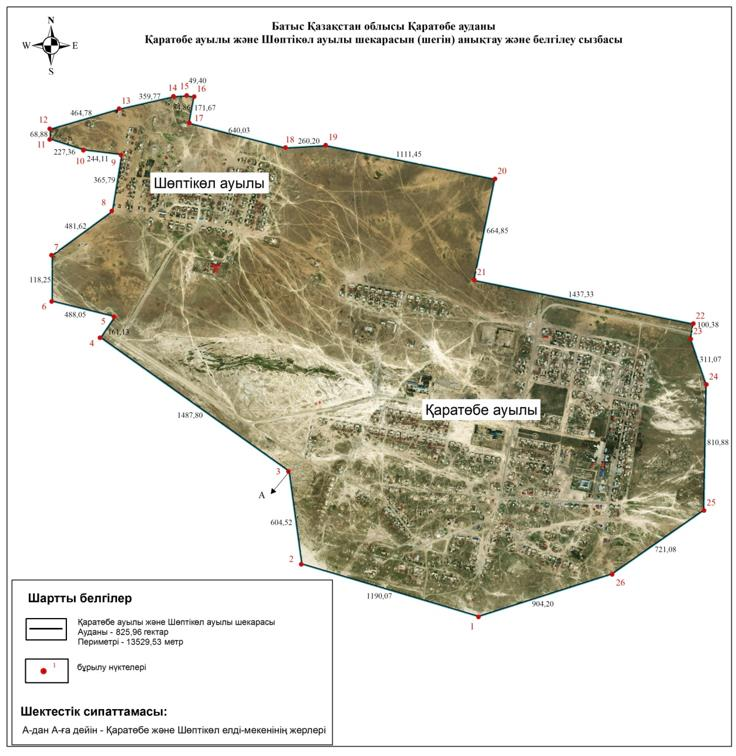 Батыс Қазақстан облысы Қаратөбе ауданы
Қаратөбе ауылы және Шөптікөл ауылы шекарасын (шегін) анықтау және белгілеу сызбасы
N
W E
S
49,40
359,77 14 15 16
13 171,67
464,78 17
12 640,03
68,88 18 260,20 19
11 1111,45
227,36 10 244,11 9
20
365,79
Шөптікөл ауылы
8
664,85
481,62
7
118,25 21
1437,33
6 488,05 22
5 100,38
161,13 23
4 311,07
24
1487,80
Қаратөбе ауылы
810,88
3
А
25
604,52
721,08
2
26
1190,07 904,20
1
Шартты белгілер
Қаратөбе ауылы және Шөптікөл ауылы шекарасы
Ауданы - 825,96 гектар
Периметрі - 13529,53 метр
1 бұрылу нүктелері
Шектестік сипаттамасы:
А-дан А-ға дейін - Қаратөбе және Шөптікөл елді-мекенінің жерлері